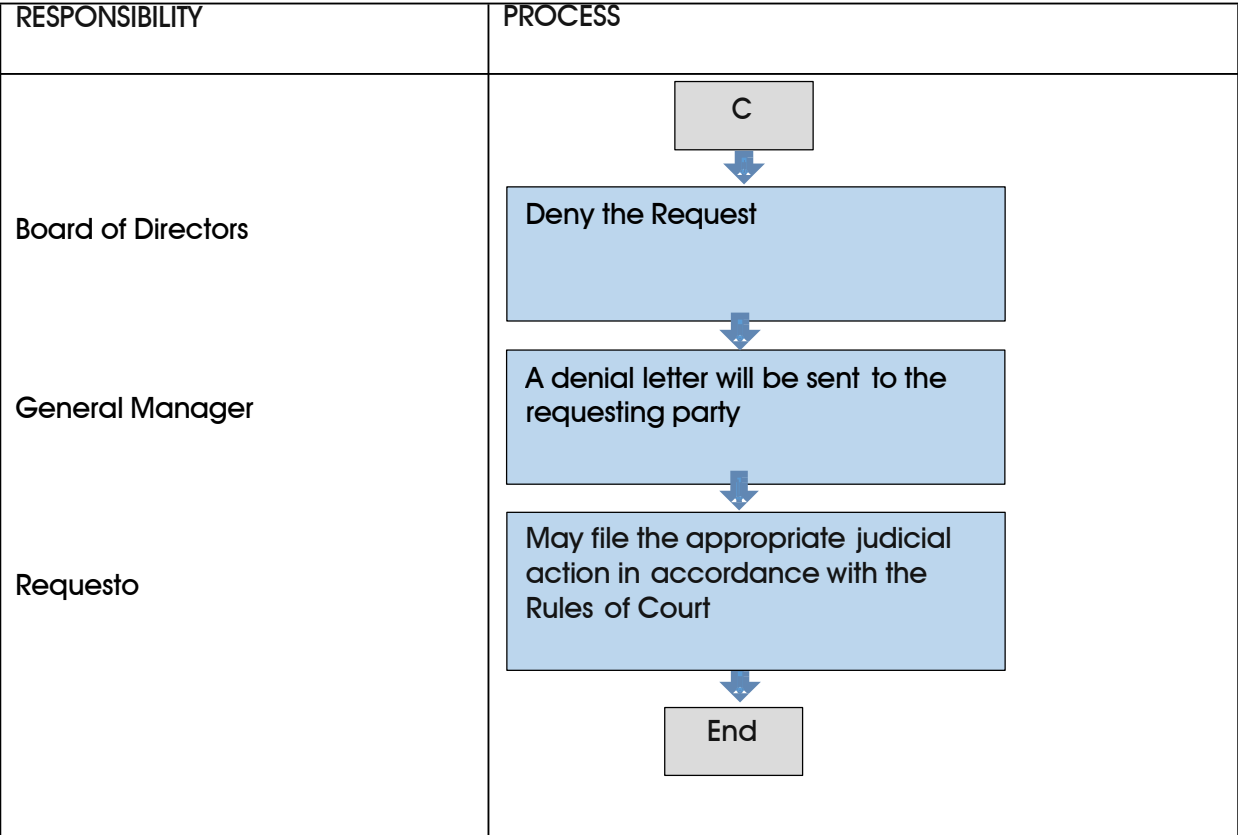 RESPONSIBILITY
PROCESS
C
Board of Directors
Deny the Request
General Manager
A denial letter will be sent to the
requesting party
Requesto
May file the appropriate judicial
action in accordance with the
Rules of Court
End